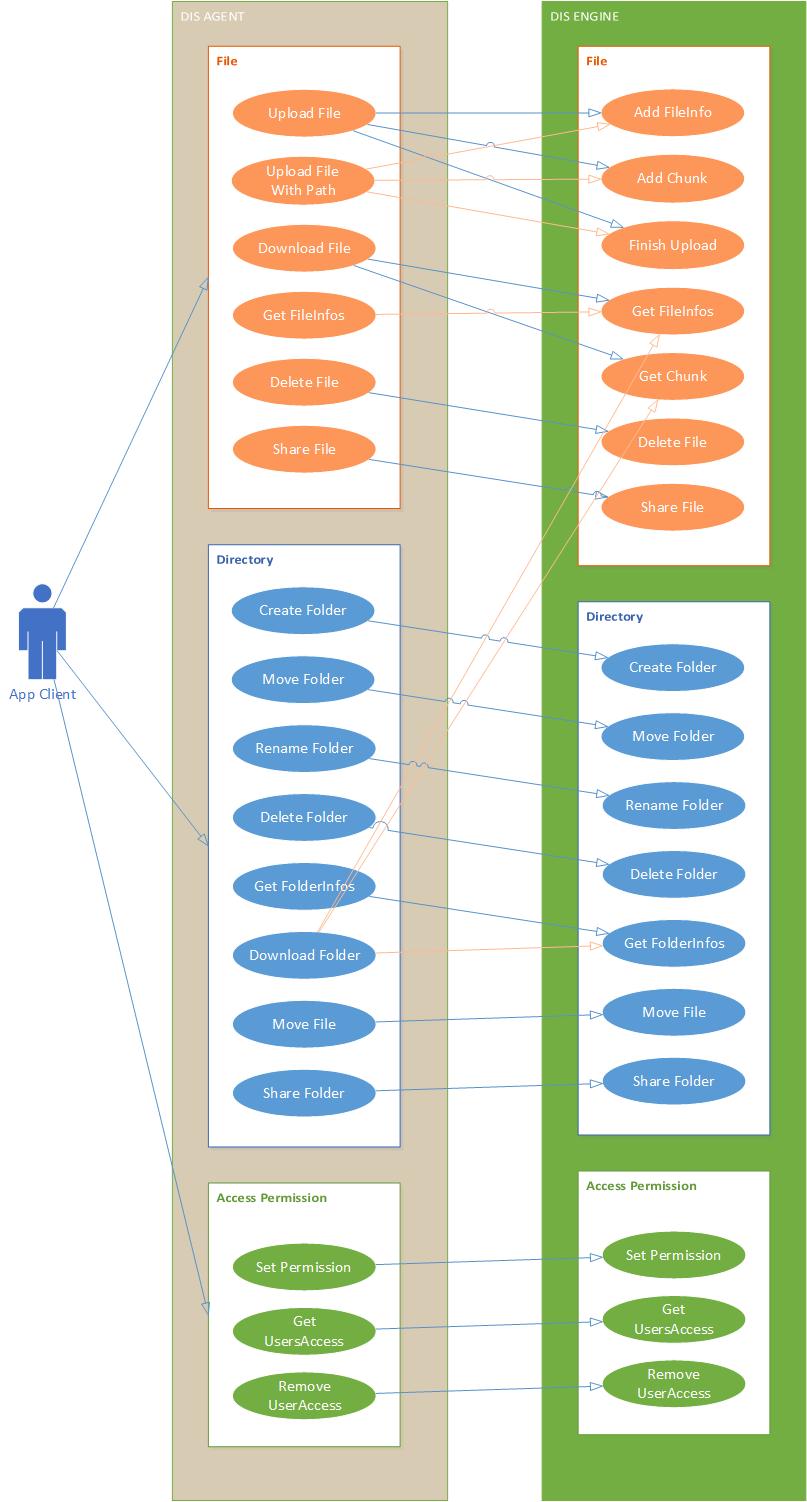 DIS AGENT
File
Upload File
Upload File
With Path
Download File
Get FileInfos
Delete File
Share File
Directory
Create Folder
Move Folder
Rename Folder
Delete Folder
Get FolderInfos
Download Folder
Move File
Share Folder
Access Permission
Set Permission
Get
UsersAccess
Remove
UserAccess
App Client
DIS ENGINE
File
Add FileInfo
Add Chunk
Finish Upload
Get FileInfos
Get Chunk
Delete File
Share File
Directory
Create Folder
Move Folder
Rename Folder
Delete Folder
Get FolderInfos
Move File
Share Folder
Access Permission
Set Permission
Get
UsersAccess
Remove
UserAccess